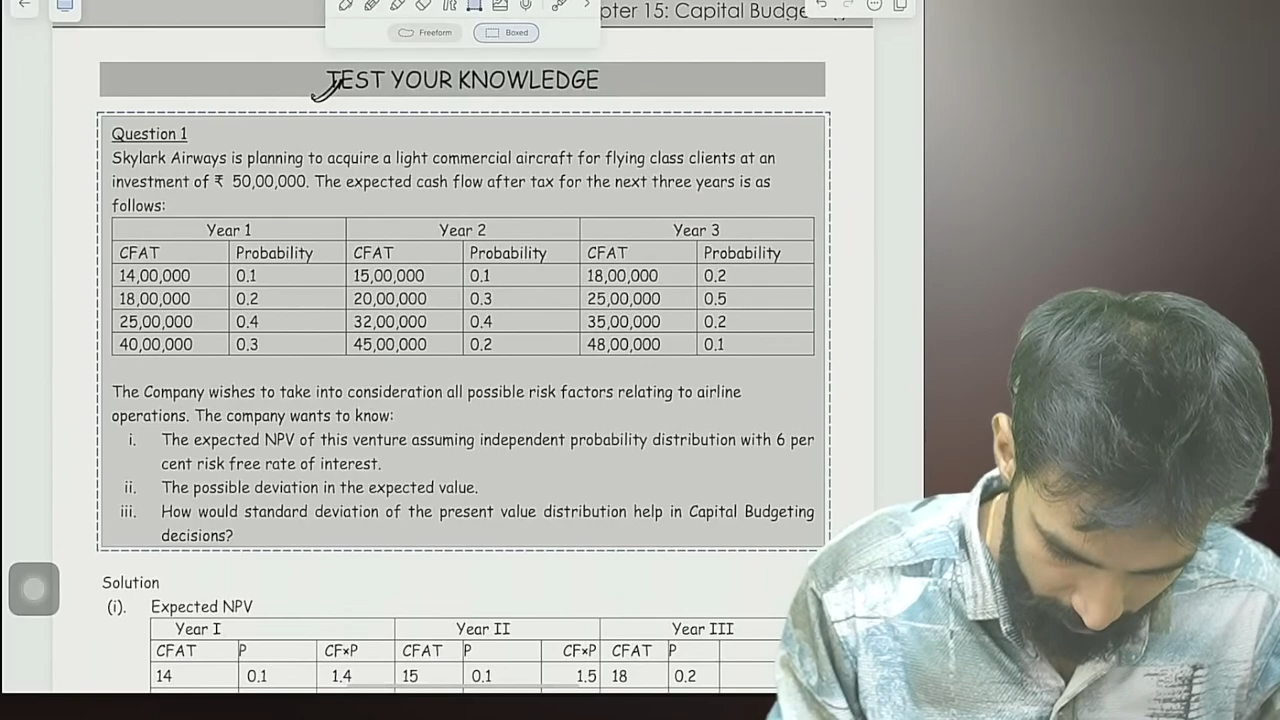 pter 15: Capital Budge
Freeform
Boxed
TEST YOUR KNOWLEDGE
Question 1
Skylark Airways is planning to acquire a light commercial aircraft for flying class clients at an
investment of ₹ 50,00,000. The expected cash flow after tax for the next three years is as
follows:
Year 1 Year 2 Year 3
CFAT Probability CFAT Probability CFAT Probability
14,00,000 0.1 15,00,000 0.1 18,00,000 0.2
18,00,000 0.2 20,00,000 0.3 25,00,000 0.5
25,00,000 0.4 32,00,000 0.4 35,00,000 0.2
40,00,000 0.3 45,00,000 0.2 48,00,000 0.1
The Company wishes to take into consideration all possible risk factors relating to airline
operations. The company wants to know:
i. The expected NPV of this venture assuming independent probability distribution with 6 per
cent risk free rate of interest.
ii. The possible deviation in the expected value.
iii. How would standard deviation of the present value distribution help in Capital Budgeting
decisions?
Solution
(i). Expected NPV
Year I Year II Year III
CFAT P CF×P CFAT P CF×P CFAT P
14 0.1 1.4 15 0.1 1.5 18 0.2